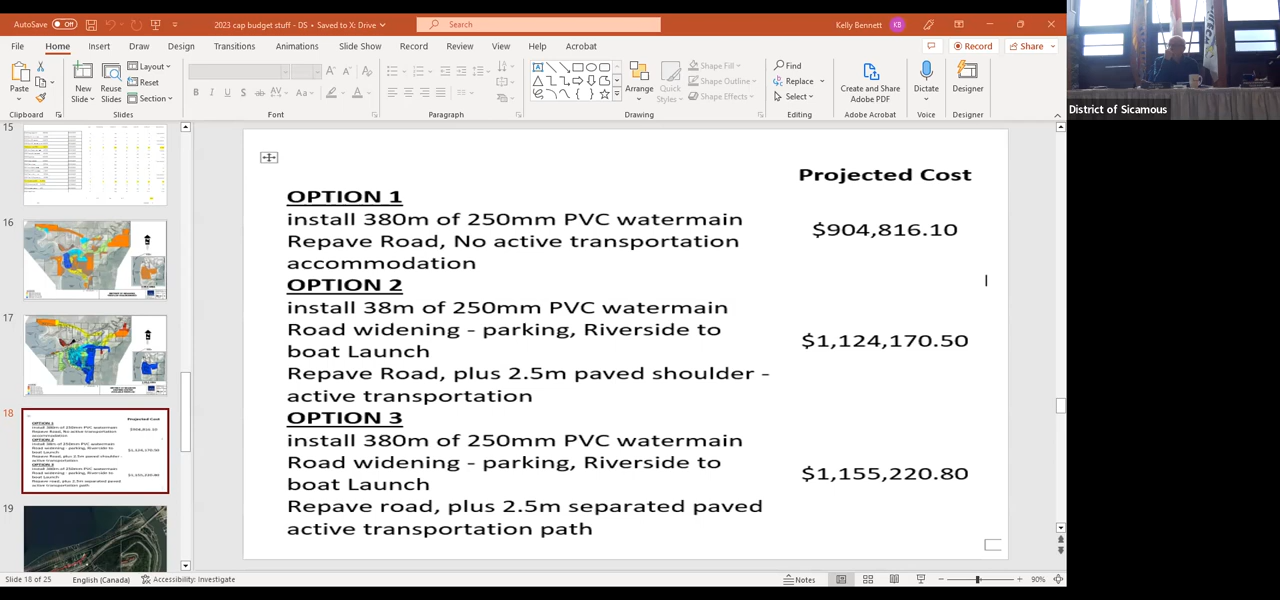 AutoSave Off
2023 cap budget stuff - DS • Saved to X: Drive
Search
Kelly Bennett KB
File Home Insert Draw Design Transitions Animations Slide Show Record Review View Help Acrobat
Record Share
Paste
New Slide
Reuse Slides
Layout
Reset
Section
B I U S ab AV Aa A
Arrange
Quick Styles
Shape Fill
Shape Outline
Shape Effects
Find
Replace
Select
Create and Share Adobe PDF
Dictate
Designer
Clipboard Slides Font Paragraph Drawing Editing Adobe Acrobat Voice Designer
District of Sicamous
15
16
17
18
19
Projected Cost
OPTION 1
install 380m of 250mm PVC watermain
Repave Road, No active transportation
accommodation
$904,816.10
OPTION 2
install 38m of 250mm PVC watermain
Road widening - parking, Riverside to
boat Launch
$1,124,170.50
Repave Road, plus 2.5m paved shoulder -
active transportation
OPTION 3
install 380m of 250mm PVC watermain
Road widening - parking, Riverside to
boat Launch
$1,155,220.80
Repave road, plus 2.5m separated paved
active transportation path
Slide 18 of 25
English (Canada)
Accessibility: Investigate
Notes
90%